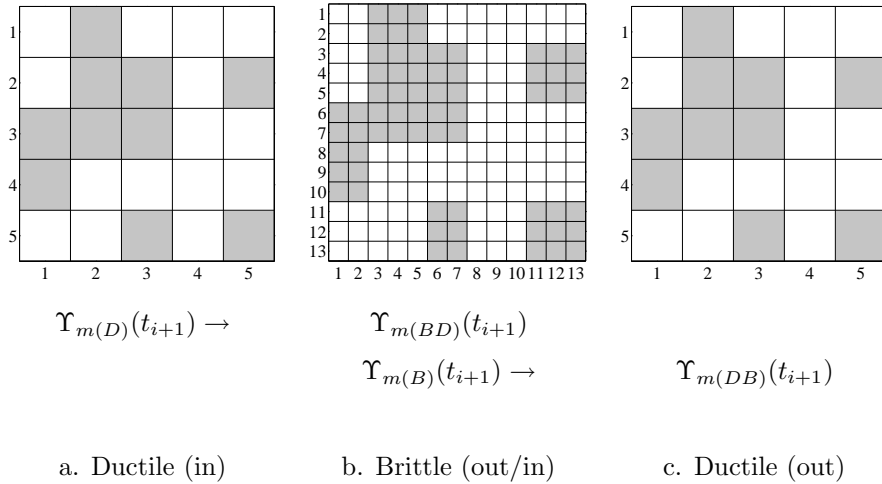 1
2
3
4
5
1 2 3 4 5
1
2
3
4
5
6
7
8
9
10
11
12
13
1 2 3 4 5 6 7 8 9 10 11 12 13
1
2
3
4
5
1 2 3 4 5
ϒm(D)(ti+1) →
ϒm(BD)(ti+1)
ϒm(B)(ti+1) →
ϒm(DB)(ti+1)
a. Ductile (in)
b. Brittle (out/in)
c. Ductile (out)